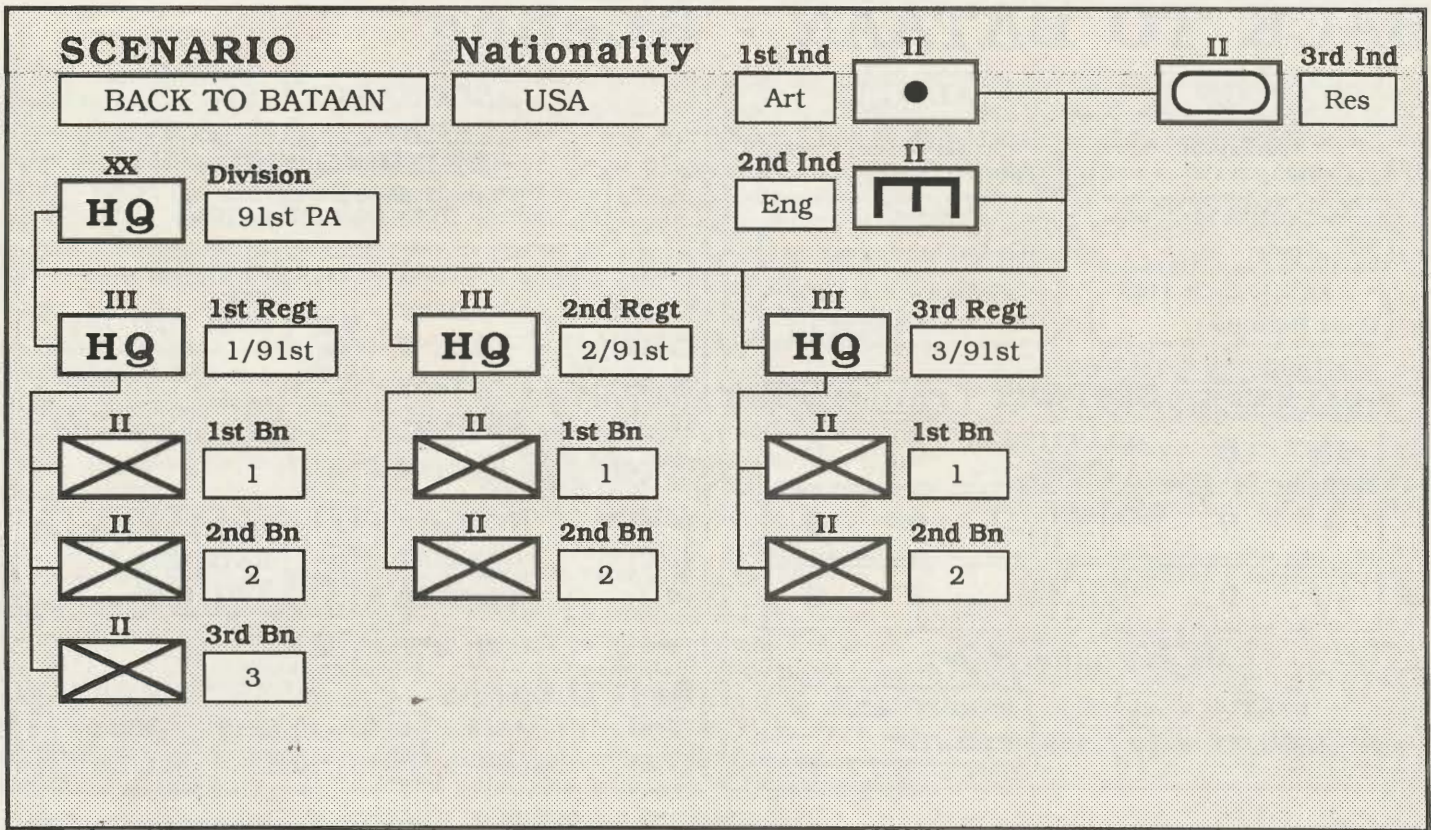 SCENARIO
BACK TO BATAAN
Nationality
USA
1st Ind
Art
II
II
3rd Ind
Res
2nd Ind
Eng
II
XX
HQ
Division
91st PA
III
HQ
1st Regt
1/91st
III
HQ
2nd Regt
2/91st
III
HQ
3rd Regt
3/91st
II
1st Bn
1
II
1st Bn
1
II
1st Bn
1
II
2nd Bn
2
II
2nd Bn
2
II
2nd Bn
2
II
3rd Bn
3